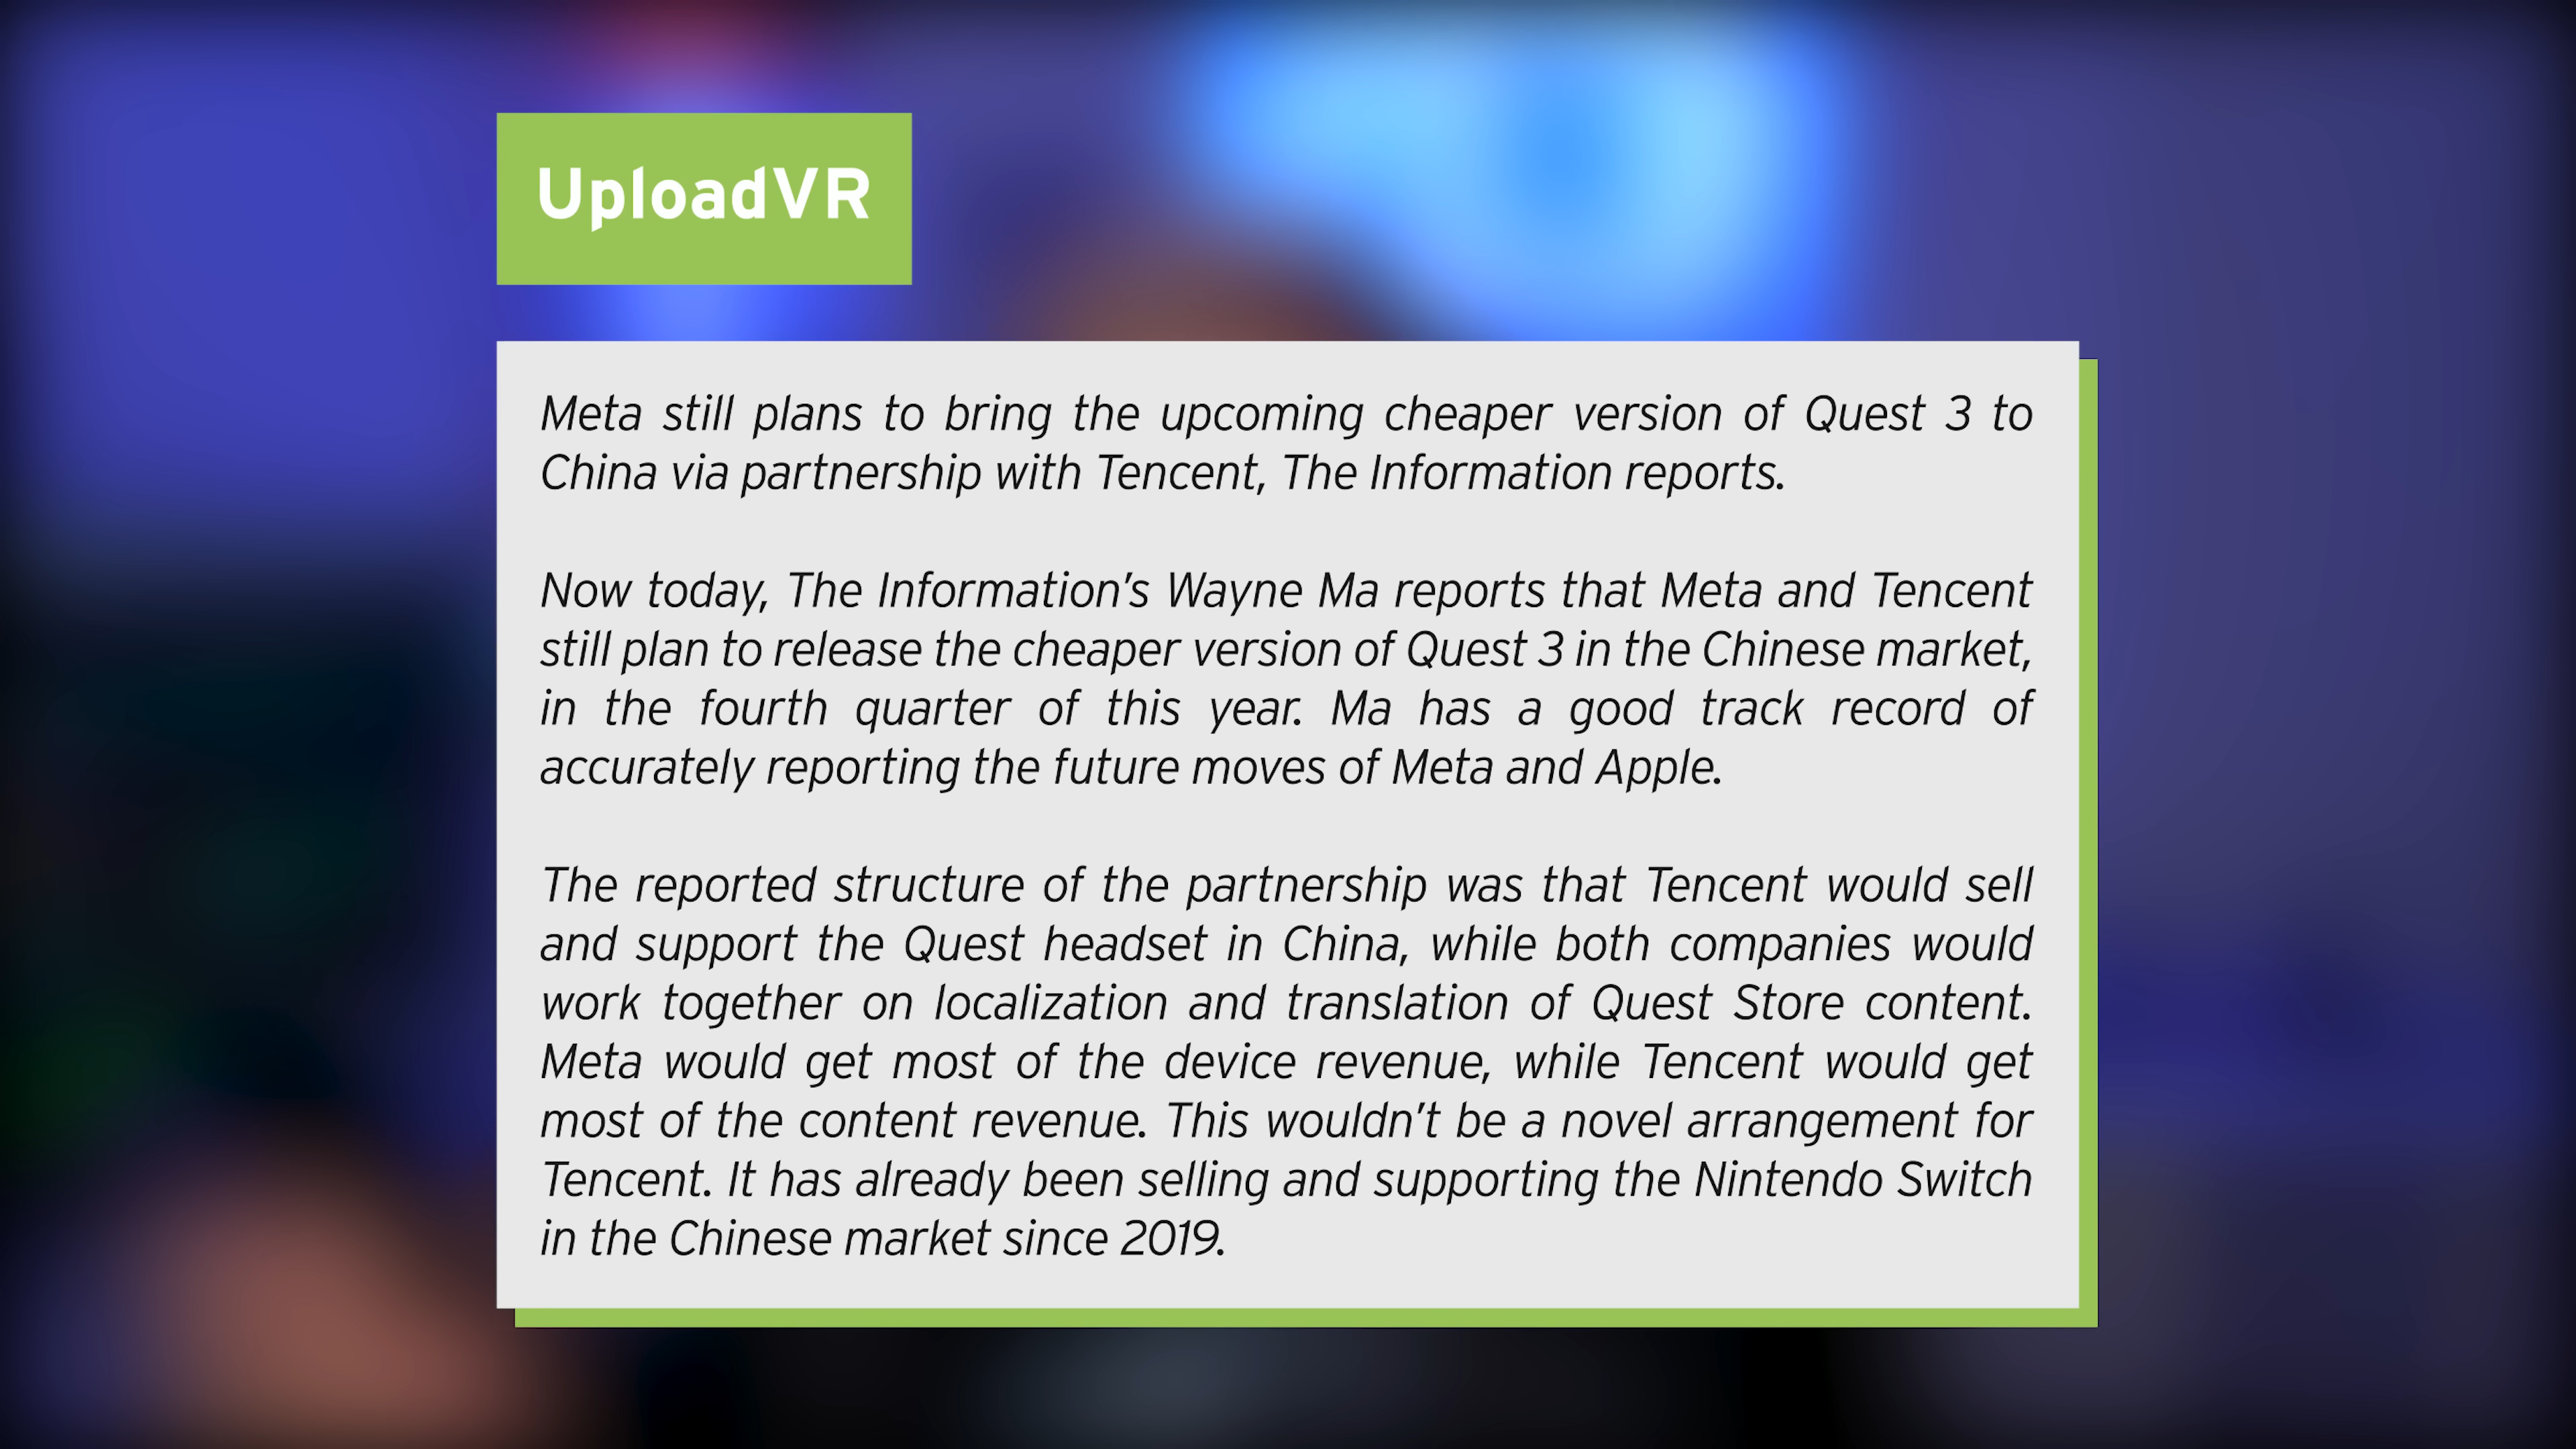 UploadVR
Meta still plans to bring the upcoming cheaper version of Quest 3 to
China via partnership with Tencent, The Information reports.
Now today, The Information’s Wayne Ma reports that Meta and Tencent
still plan to release the cheaper version of Quest 3 in the Chinese market,
in the fourth quarter of this year. Ma has a good track record of
accurately reporting the future moves of Meta and Apple.
The reported structure of the partnership was that Tencent would sell
and support the Quest headset in China, while both companies would
work together on localization and translation of Quest Store content.
Meta would get most of the device revenue, while Tencent would get
most of the content revenue. This wouldn’t be a novel arrangement for
Tencent. It has already been selling and supporting the Nintendo Switch
in the Chinese market since 2019.